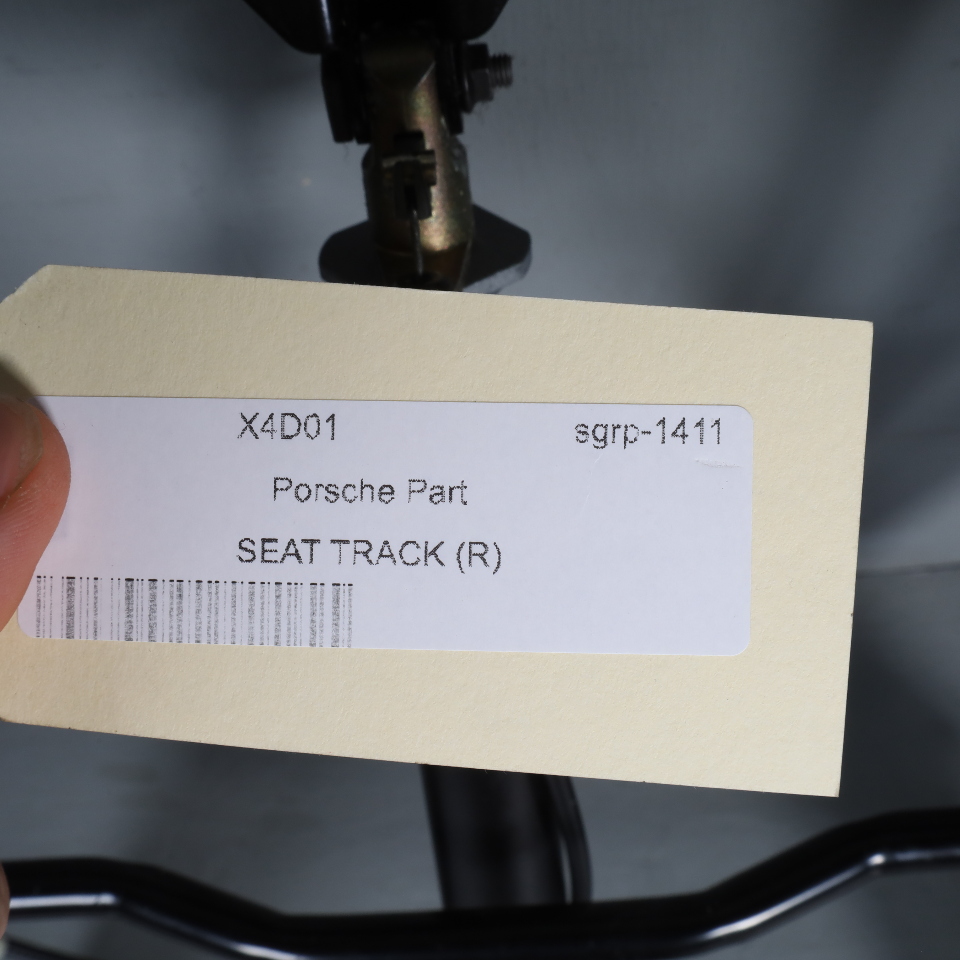 X4D01 sgrp-1411
Porsche Part
SEAT TRACK (R)